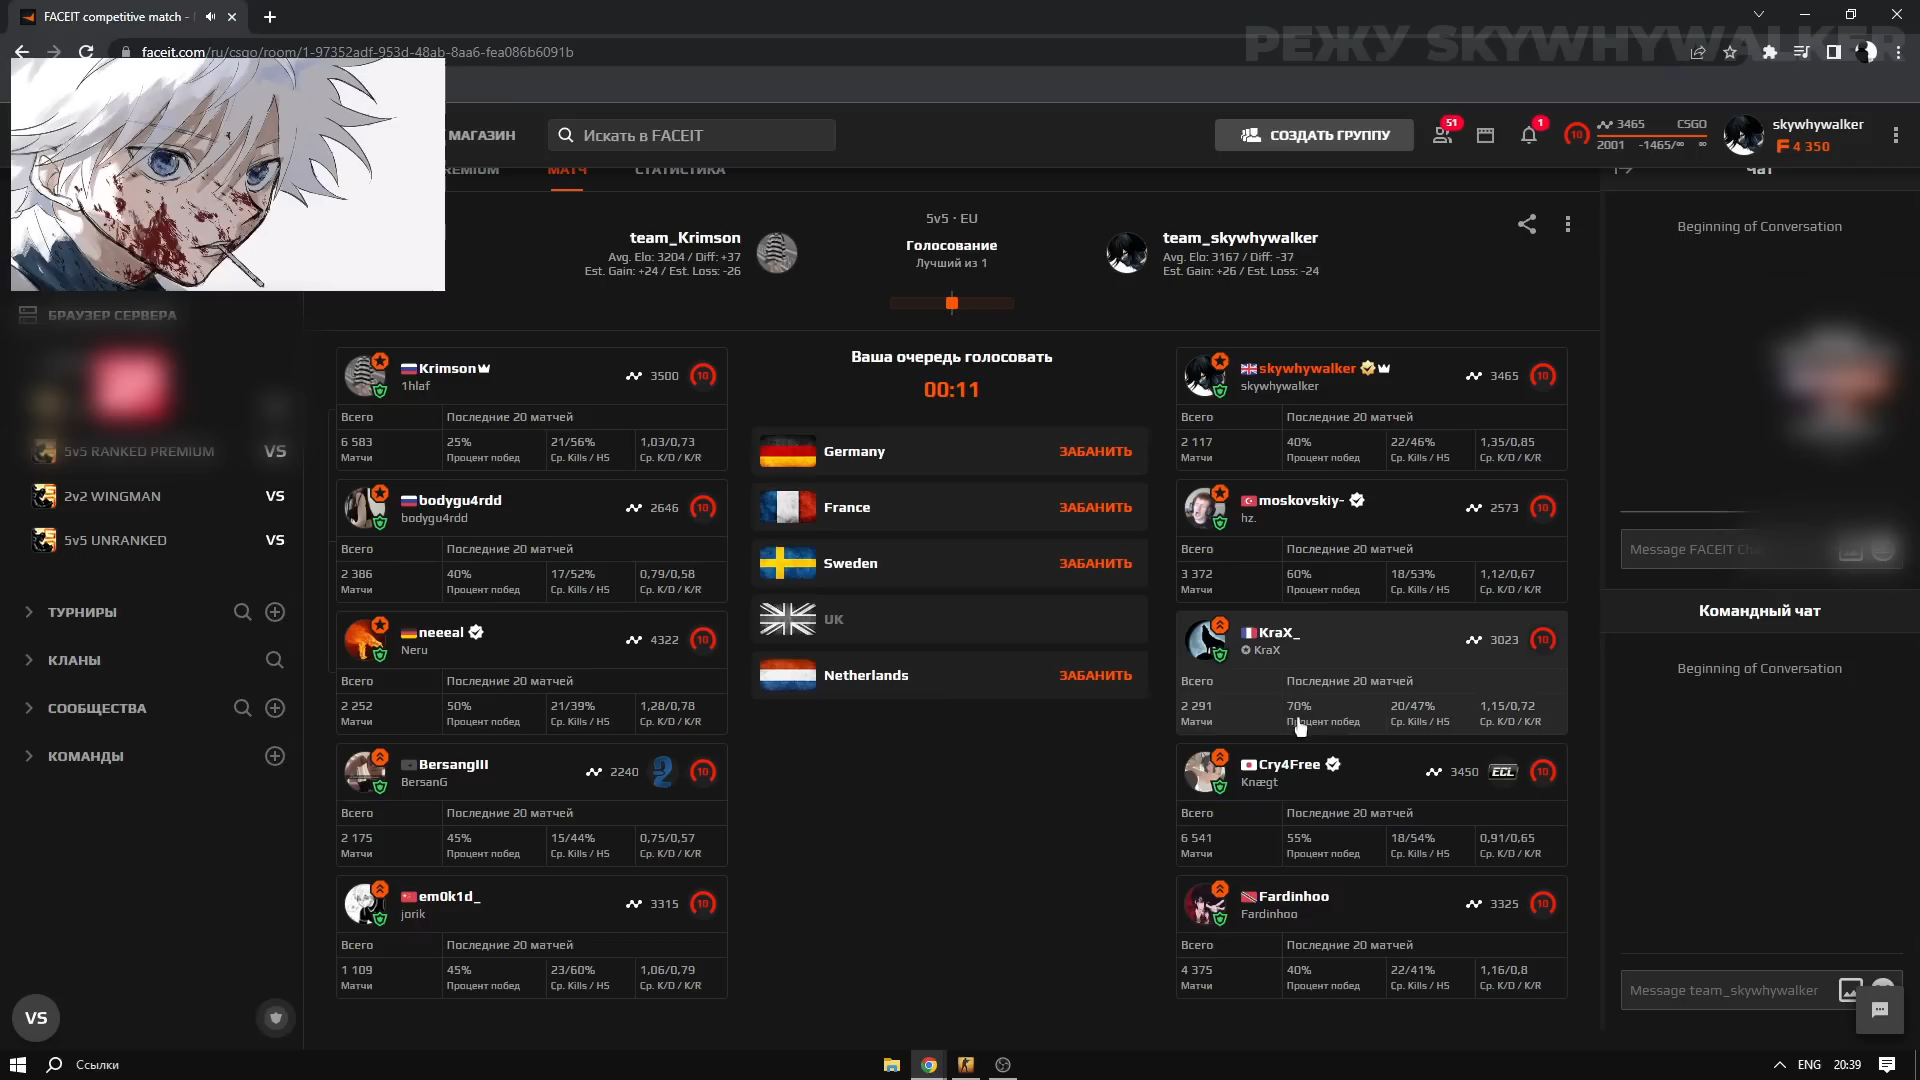 FACEIT competitive match -
РЕЖУ SKYWHYWALKER
faceit.com/ru/csgo/room/1-97352adf-953d-48ab-8aa6-fea086b6091b
МАГАЗИН
Искать в FACEIT
СОЗДАТЬ ГРУППУ
51
1
10
3465
CSGO
2001 -1465/∞ ∞
skywhywalker
4 350
REMIUM
МАТЧ
СТАТИСТИКА
Чат
5v5 · EU
Голосование
Лучший из 1
team_Krimson
Avg. Elo: 3204 / Diff: +37
Est. Gain: +24 / Est. Loss: -26
team_skywhywalker
Avg. Elo: 3167 / Diff: -37
Est. Gain: +26 / Est. Loss: -24
Beginning of Conversation
БРАУЗЕР СЕРВЕРА
5v5 RANKED PREMIUM VS
2v2 WINGMAN VS
5v5 UNRANKED VS
ТУРНИРЫ
КЛАНЫ
СООБЩЕСТВА
КОМАНДЫ
VS
Krimson
1hlaf
3500 10
Всего Последние 20 матчей
6 583 25% 21/56% 1,03/0,73
Матчи Процент побед Ср. Kills / HS Ср. K/D / K/R
bodygu4rdd
bodygu4rdd
2646 10
Всего Последние 20 матчей
2 386 40% 17/52% 0,79/0,58
Матчи Процент побед Ср. Kills / HS Ср. K/D / K/R
neeeal
Neru
4322 10
Всего Последние 20 матчей
2 252 50% 21/39% 1,28/0,78
Матчи Процент побед Ср. Kills / HS Ср. K/D / K/R
BersangIII
BersanG
2240 10
Всего Последние 20 матчей
2 175 45% 15/44% 0,75/0,57
Матчи Процент побед Ср. Kills / HS Ср. K/D / K/R
em0k1d_
jorik
3315 10
Всего Последние 20 матчей
1 109 45% 23/60% 1,06/0,79
Матчи Процент побед Ср. Kills / HS Ср. K/D / K/R
Ваша очередь голосовать
00:11
Germany ЗАБАНИТЬ
France ЗАБАНИТЬ
Sweden ЗАБАНИТЬ
UK
Netherlands ЗАБАНИТЬ
skywhywalker
skywhywalker
3465 10
Всего Последние 20 матчей
2 117 40% 22/46% 1,35/0,85
Матчи Процент побед Ср. Kills / HS Ср. K/D / K/R
moskovskiy-
hz.
2573 10
Всего Последние 20 матчей
3 372 60% 18/53% 1,12/0,67
Матчи Процент побед Ср. Kills / HS Ср. K/D / K/R
KraX_
KraX
3023 10
Всего Последние 20 матчей
2 291 70% 20/47% 1,15/0,72
Матчи Процент побед Ср. Kills / HS Ср. K/D / K/R
Cry4Free
Knægt
3450 ECL 10
Всего Последние 20 матчей
6 541 55% 18/54% 0,91/0,65
Матчи Процент побед Ср. Kills / HS Ср. K/D / K/R
Fardinhoo
Fardinhoo
3325 10
Всего Последние 20 матчей
4 375 40% 22/41% 1,16/0,8
Матчи Процент побед Ср. Kills / HS Ср. K/D / K/R
Message FACEIT Cha
Командный чат
Beginning of Conversation
Message team_skywhywalker
Ссылки
ENG 20:39